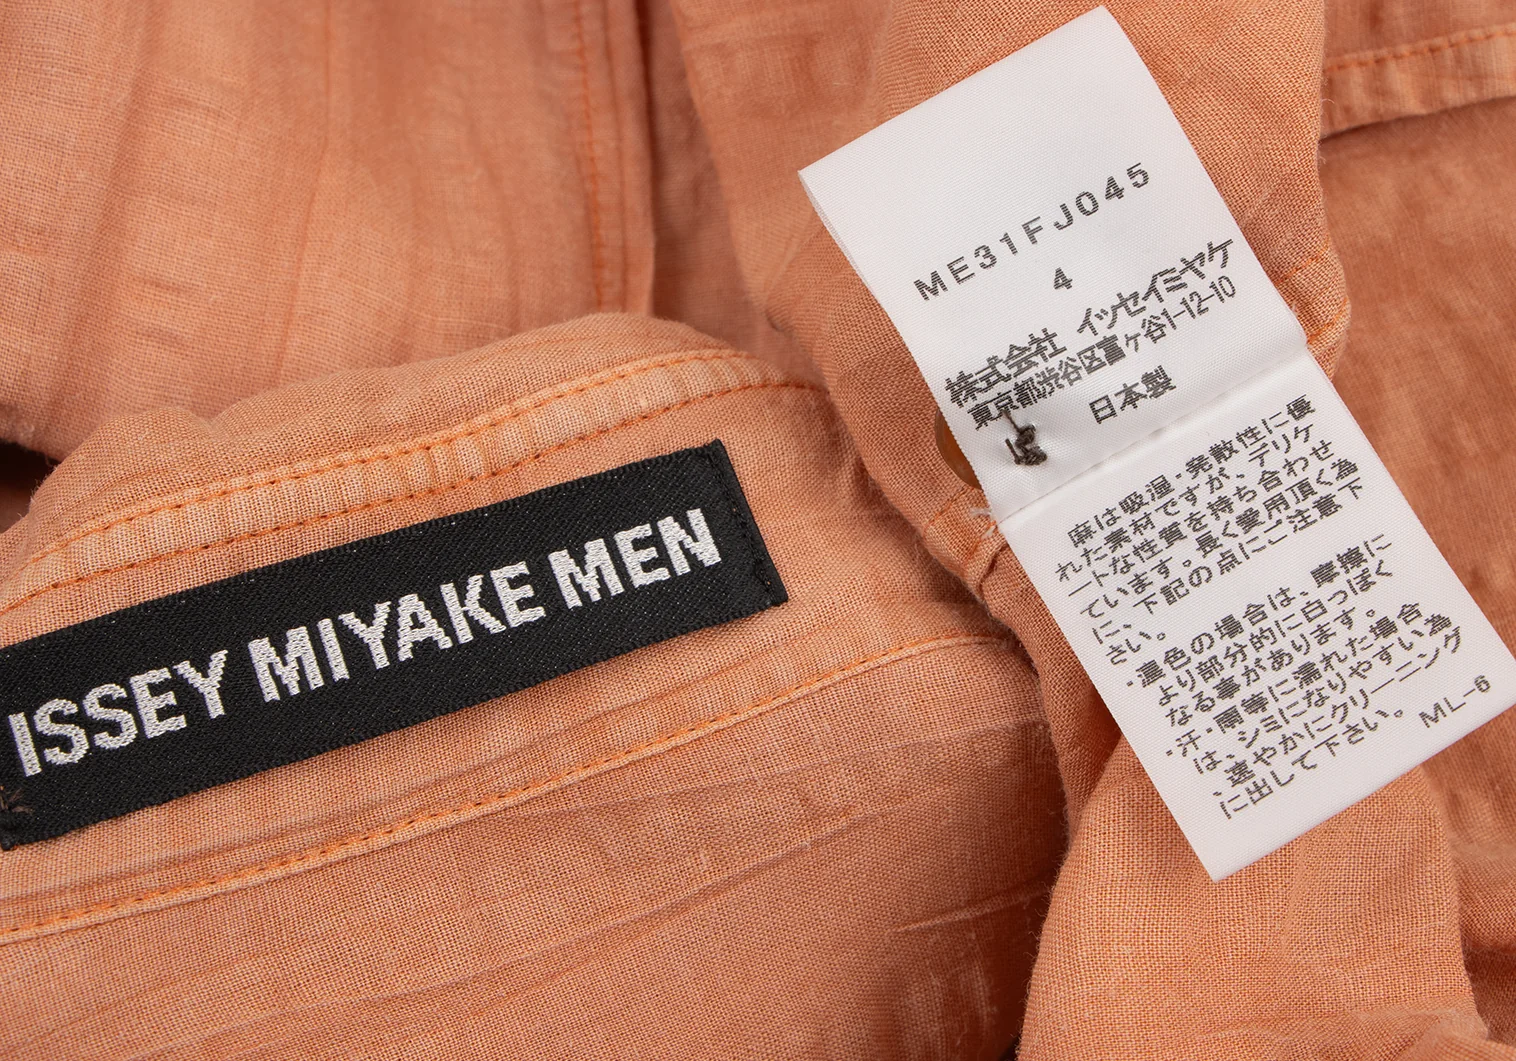 ISSEY MIYAKE MEN
ME31FJ045
4
株式会社 イッセイミヤケ
東京都渋谷区富ヶ谷1-12-10
日本製
麻は吸湿・発散性に優
れた素材ですが、デリケ
ートな性質を持ち合わせ
ています。長く愛用頂く為
に、下記の点にご注意下
さい。
・濃色の場合は、摩擦に
より部分的に白っぽく
なる事があります。
・汗・雨等に濡れた場合
は、シミになりやすい為
、速やかにクリーニング
に出して下さい。
ML-6